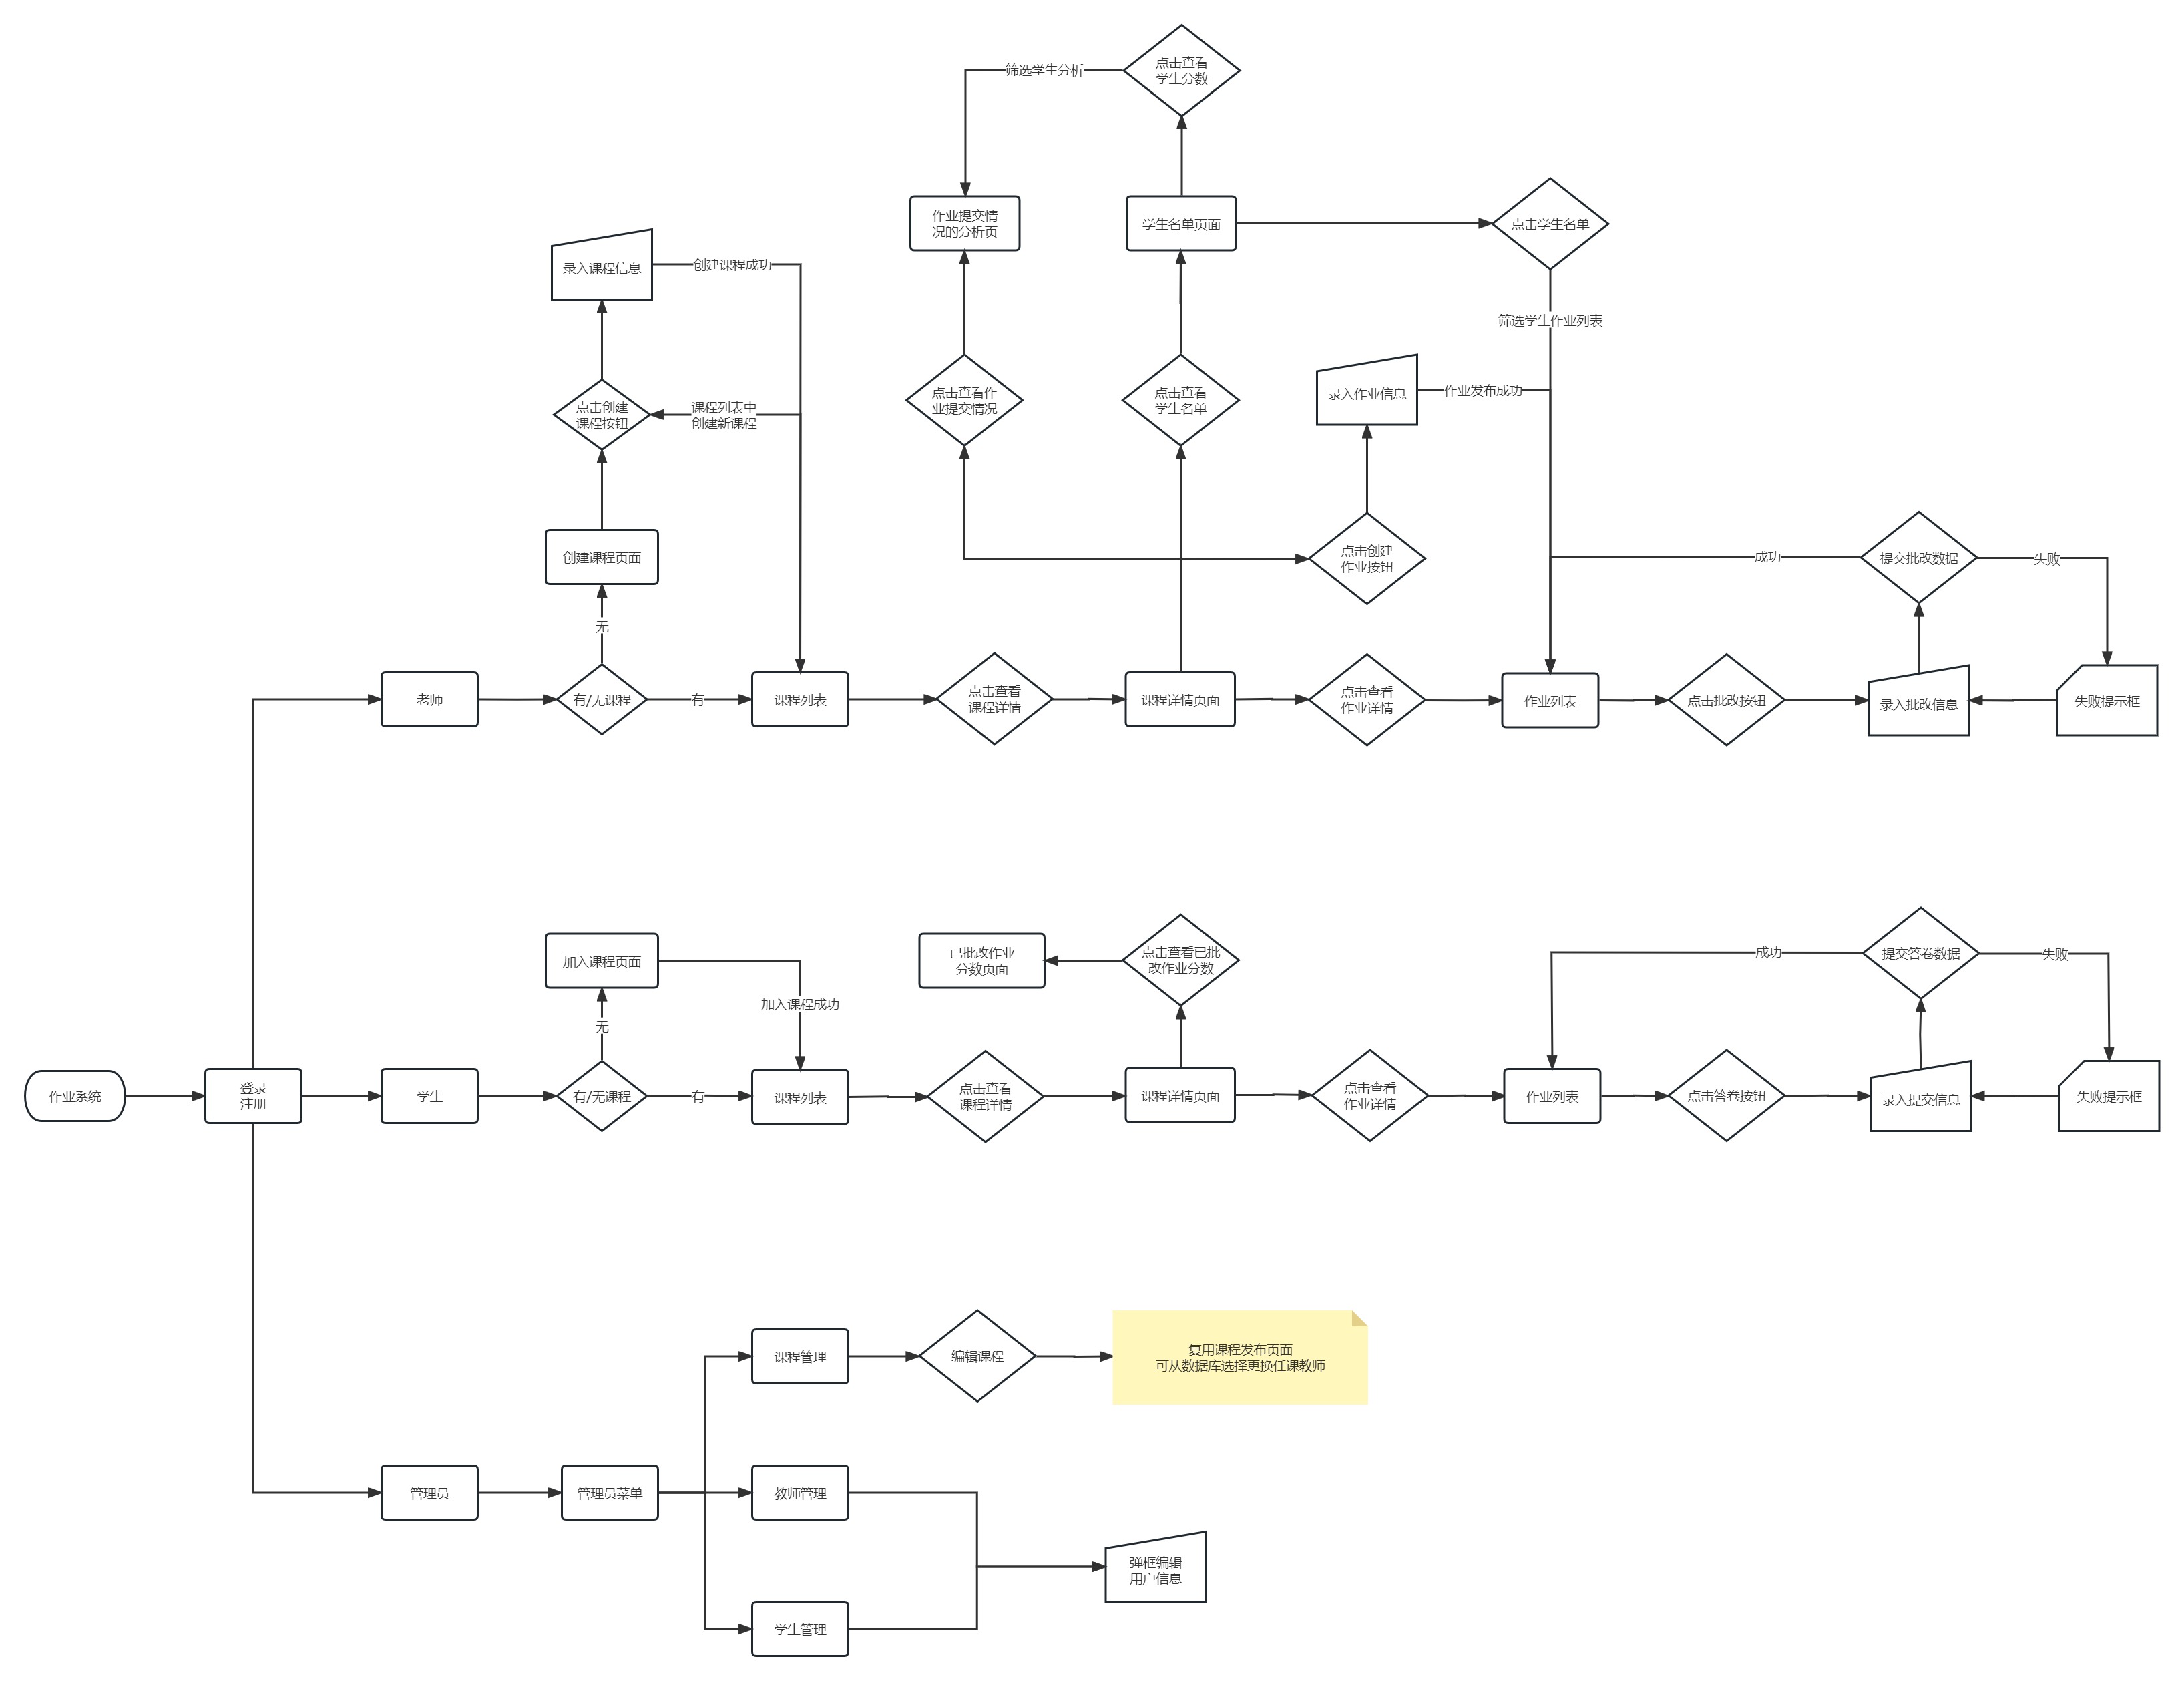 点击查看
学生分数
筛选学生分析
作业提交情
况的分析页
学生名单页面
点击学生名单
录入课程信息
创建课程成功
筛选学生作业列表
点击创建
课程按钮
课程列表中
创建新课程
点击查看作
业提交情况
点击查看
学生名单
录入作业信息
作业发布成功
创建课程页面
点击创建
作业按钮
成功
提交批改数据
失败
无
老师
有/无课程
有
课程列表
点击查看
课程详情
课程详情页面
点击查看
作业详情
作业列表
点击批改按钮
录入批改信息
失败提示框
加入课程页面
已批改作业
分数页面
点击查看已批
改作业分数
成功
提交答卷数据
失败
加入课程成功
无
作业系统
登录
注册
学生
有/无课程
有
课程列表
点击查看
课程详情
课程详情页面
点击查看
作业详情
作业列表
点击答卷按钮
录入提交信息
失败提示框
课程管理
编辑课程
复用课程发布页面
可从数据库选择更换任课教师
管理员
管理员菜单
教师管理
弹框编辑
用户信息
学生管理